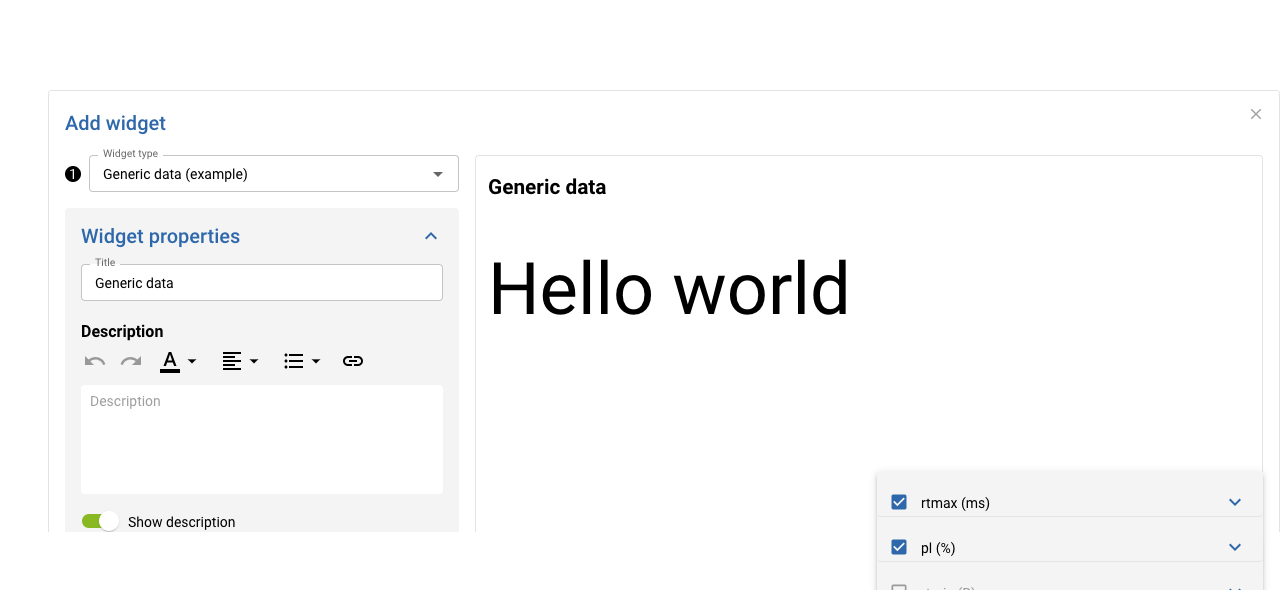 Add widget
1
Widget type
Generic data (example)
Widget properties
Title
Generic data
Description
A
Description
Show description
Generic data
Hello world
rtmax (ms)
pl (%)